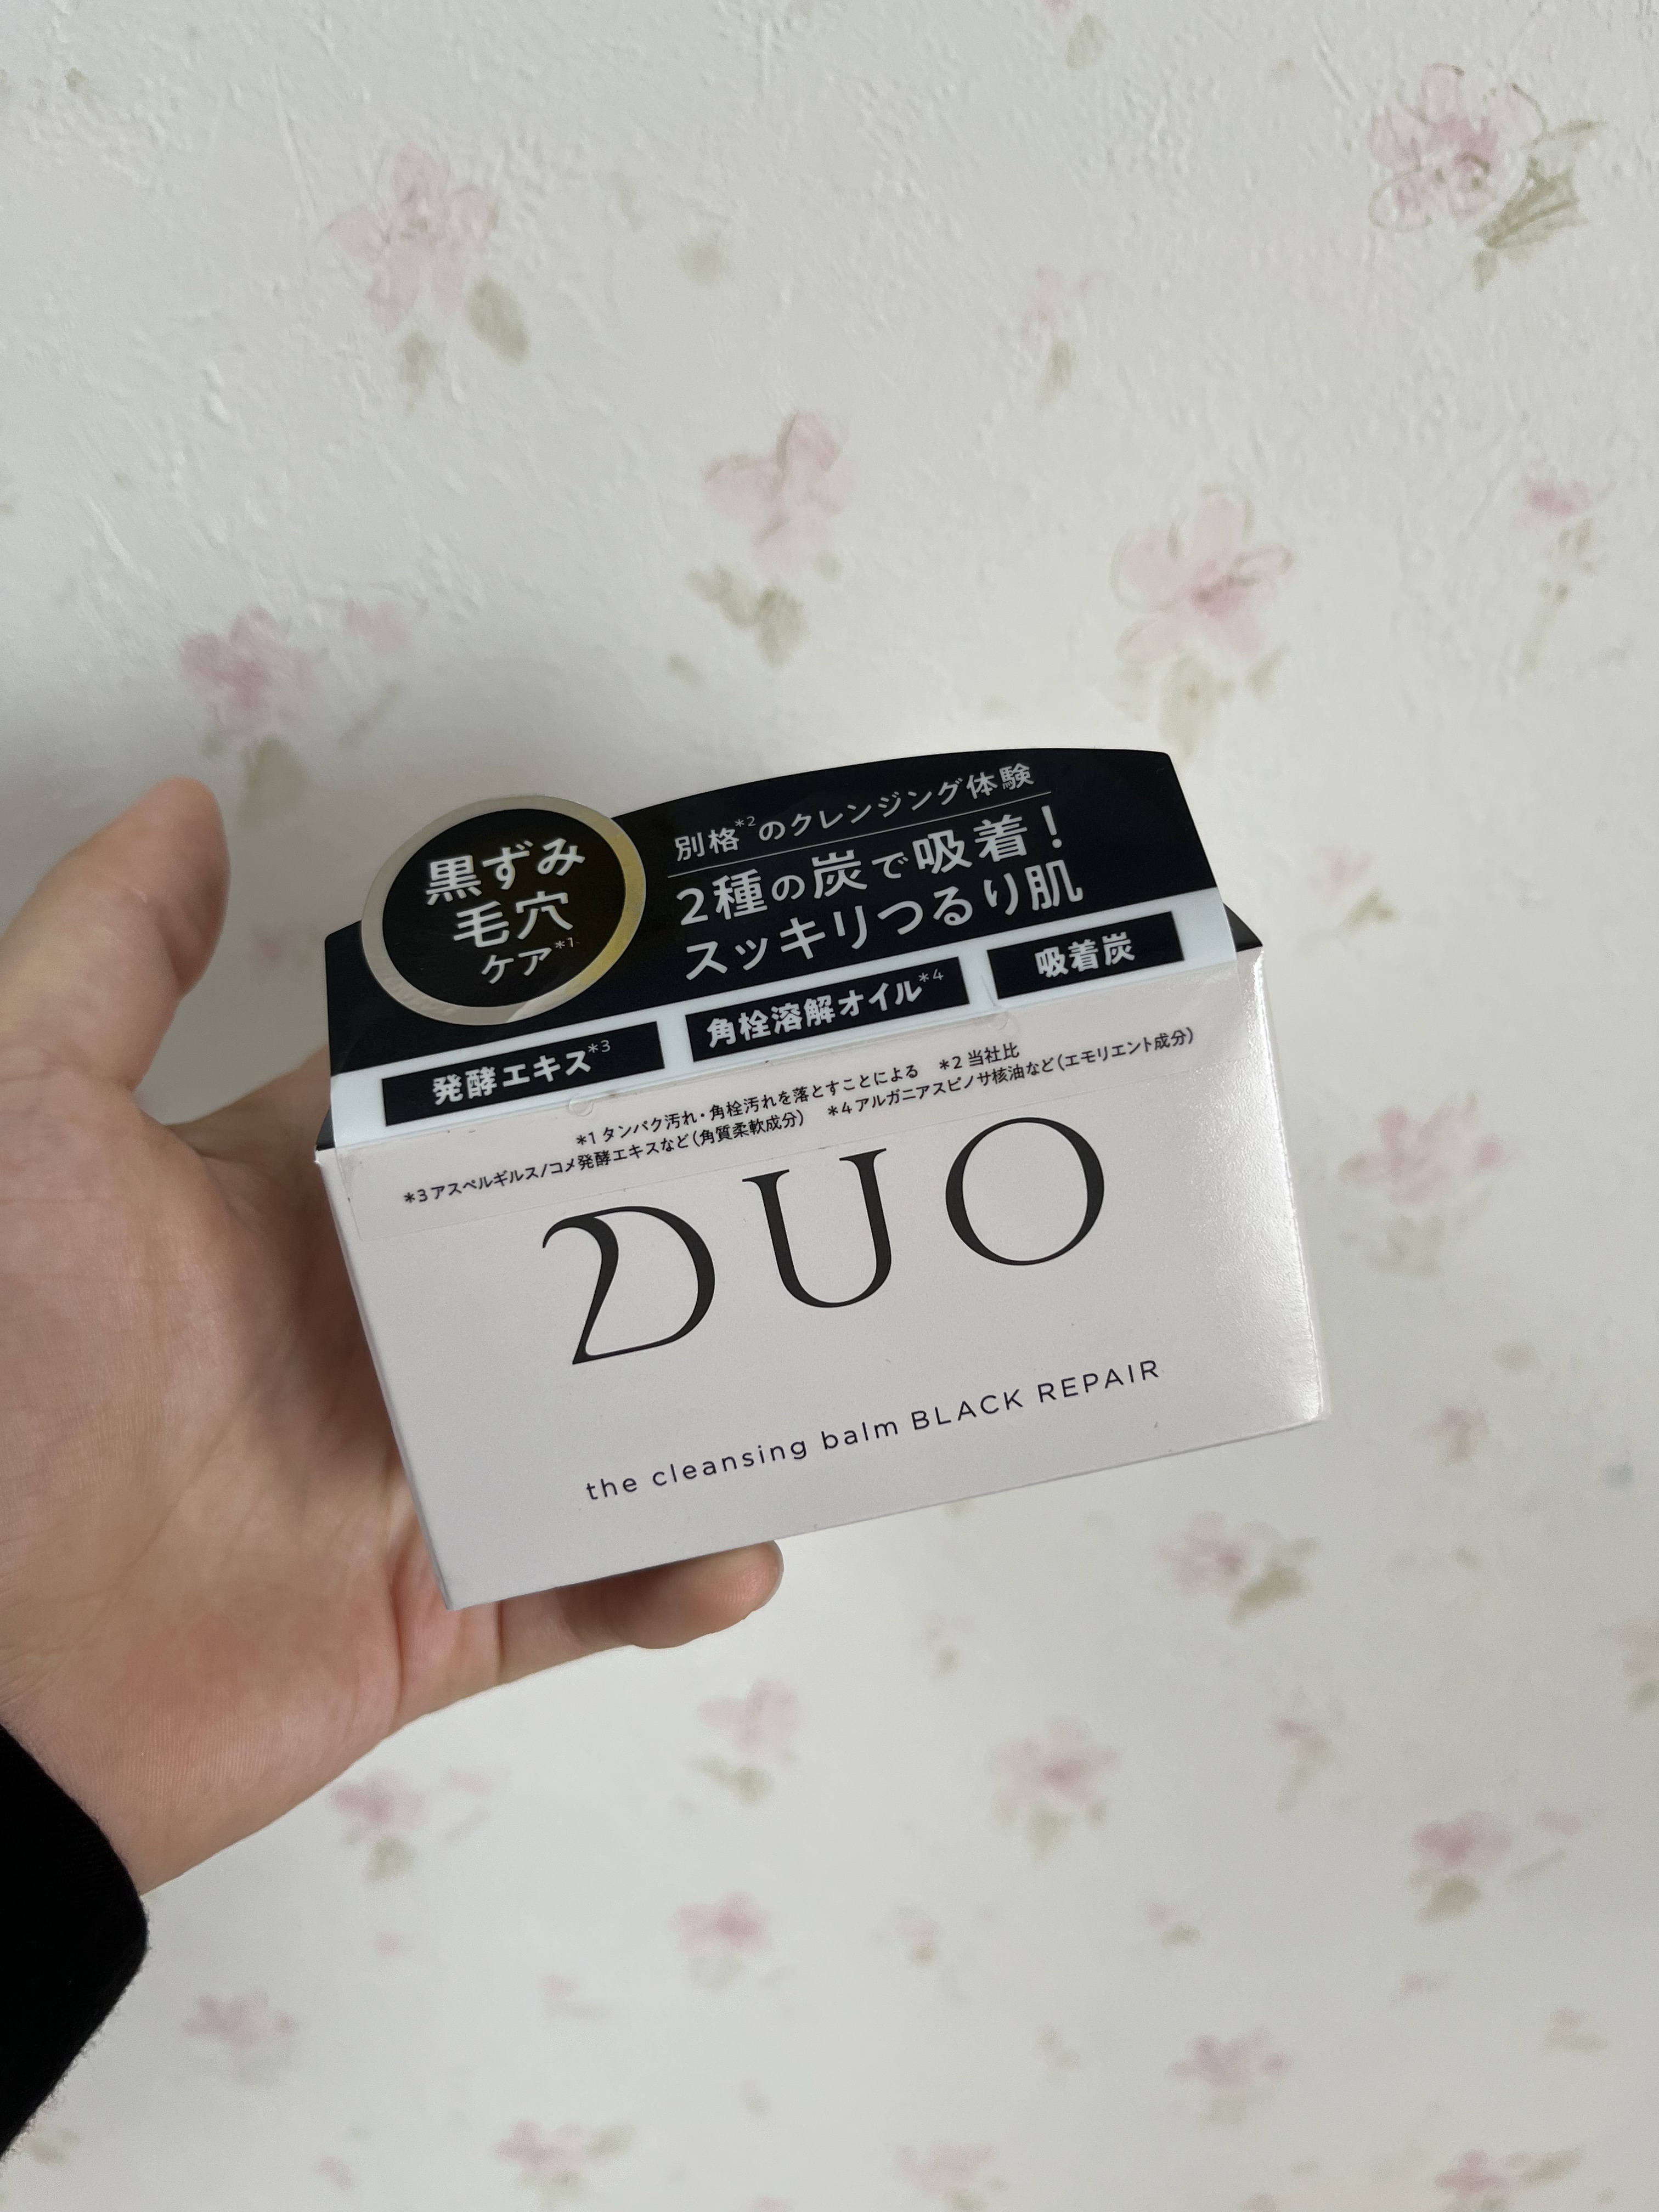 黒ずみ
毛穴
ケア*1
別格*2のクレンジング体験
2種の炭で吸着!
スッキリつるり肌
発酵エキス*3
角栓溶解オイル*4
吸着炭
*1 タンパク汚れ・角栓汚れを落とすことによる *2 当社比
*3 アスペルギルス/コメ発酵エキスなど(角質柔軟成分) *4 アルガニアスピノサ核油など(エモリエント成分)
DUO
the cleansing balm BLACK REPAIR